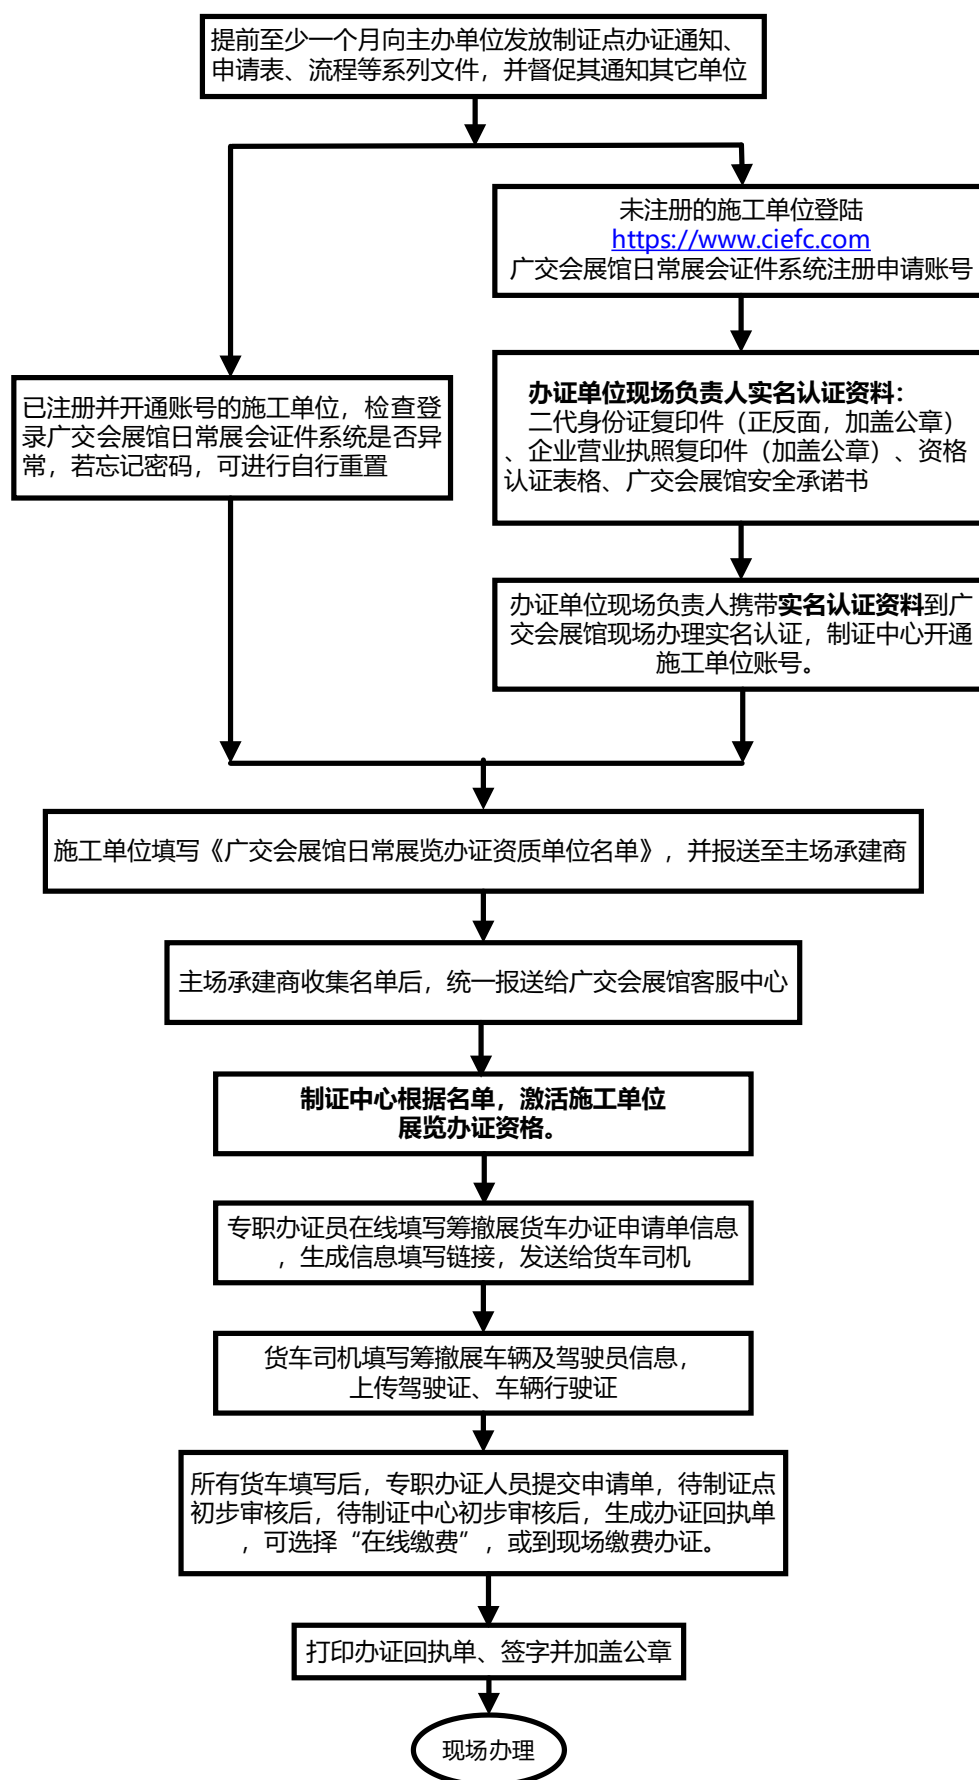 提前至少一个月向主办单位发放制证点办证通知、
申请表、流程等系列文件，并督促其通知其它单位
未注册的施工单位登陆
https://www.ciefc.com
广交会展馆日常展会证件系统注册申请账号
已注册并开通账号的施工单位，检查登
录广交会展馆日常展会证件系统是否异
常，若忘记密码，可进行自行重置
办证单位现场负责人实名认证资料：
二代身份证复印件（正反面，加盖公章）
、企业营业执照复印件（加盖公章）、资格
认证表格、广交会展馆安全承诺书
办证单位现场负责人携带实名认证资料到广
交会展馆现场办理实名认证，制证中心开通
施工单位账号。
施工单位填写《广交会展馆日常展览办证资质单位名单》，并报送至主场承建商
主场承建商收集名单后，统一报送给广交会展馆客服中心
制证中心根据名单，激活施工单位
展览办证资格。
专职办证员在线填写筹撤展货车办证申请单信息
，生成信息填写链接，发送给货车司机
货车司机填写筹撤展车辆及驾驶员信息，
上传驾驶证、车辆行驶证
所有货车填写后，专职办证人员提交申请单，待制证点
初步审核后，待制证中心初步审核后，生成办证回执单
，可选择“在线缴费”，或到现场缴费办证。
打印办证回执单、签字并加盖公章
现场办理